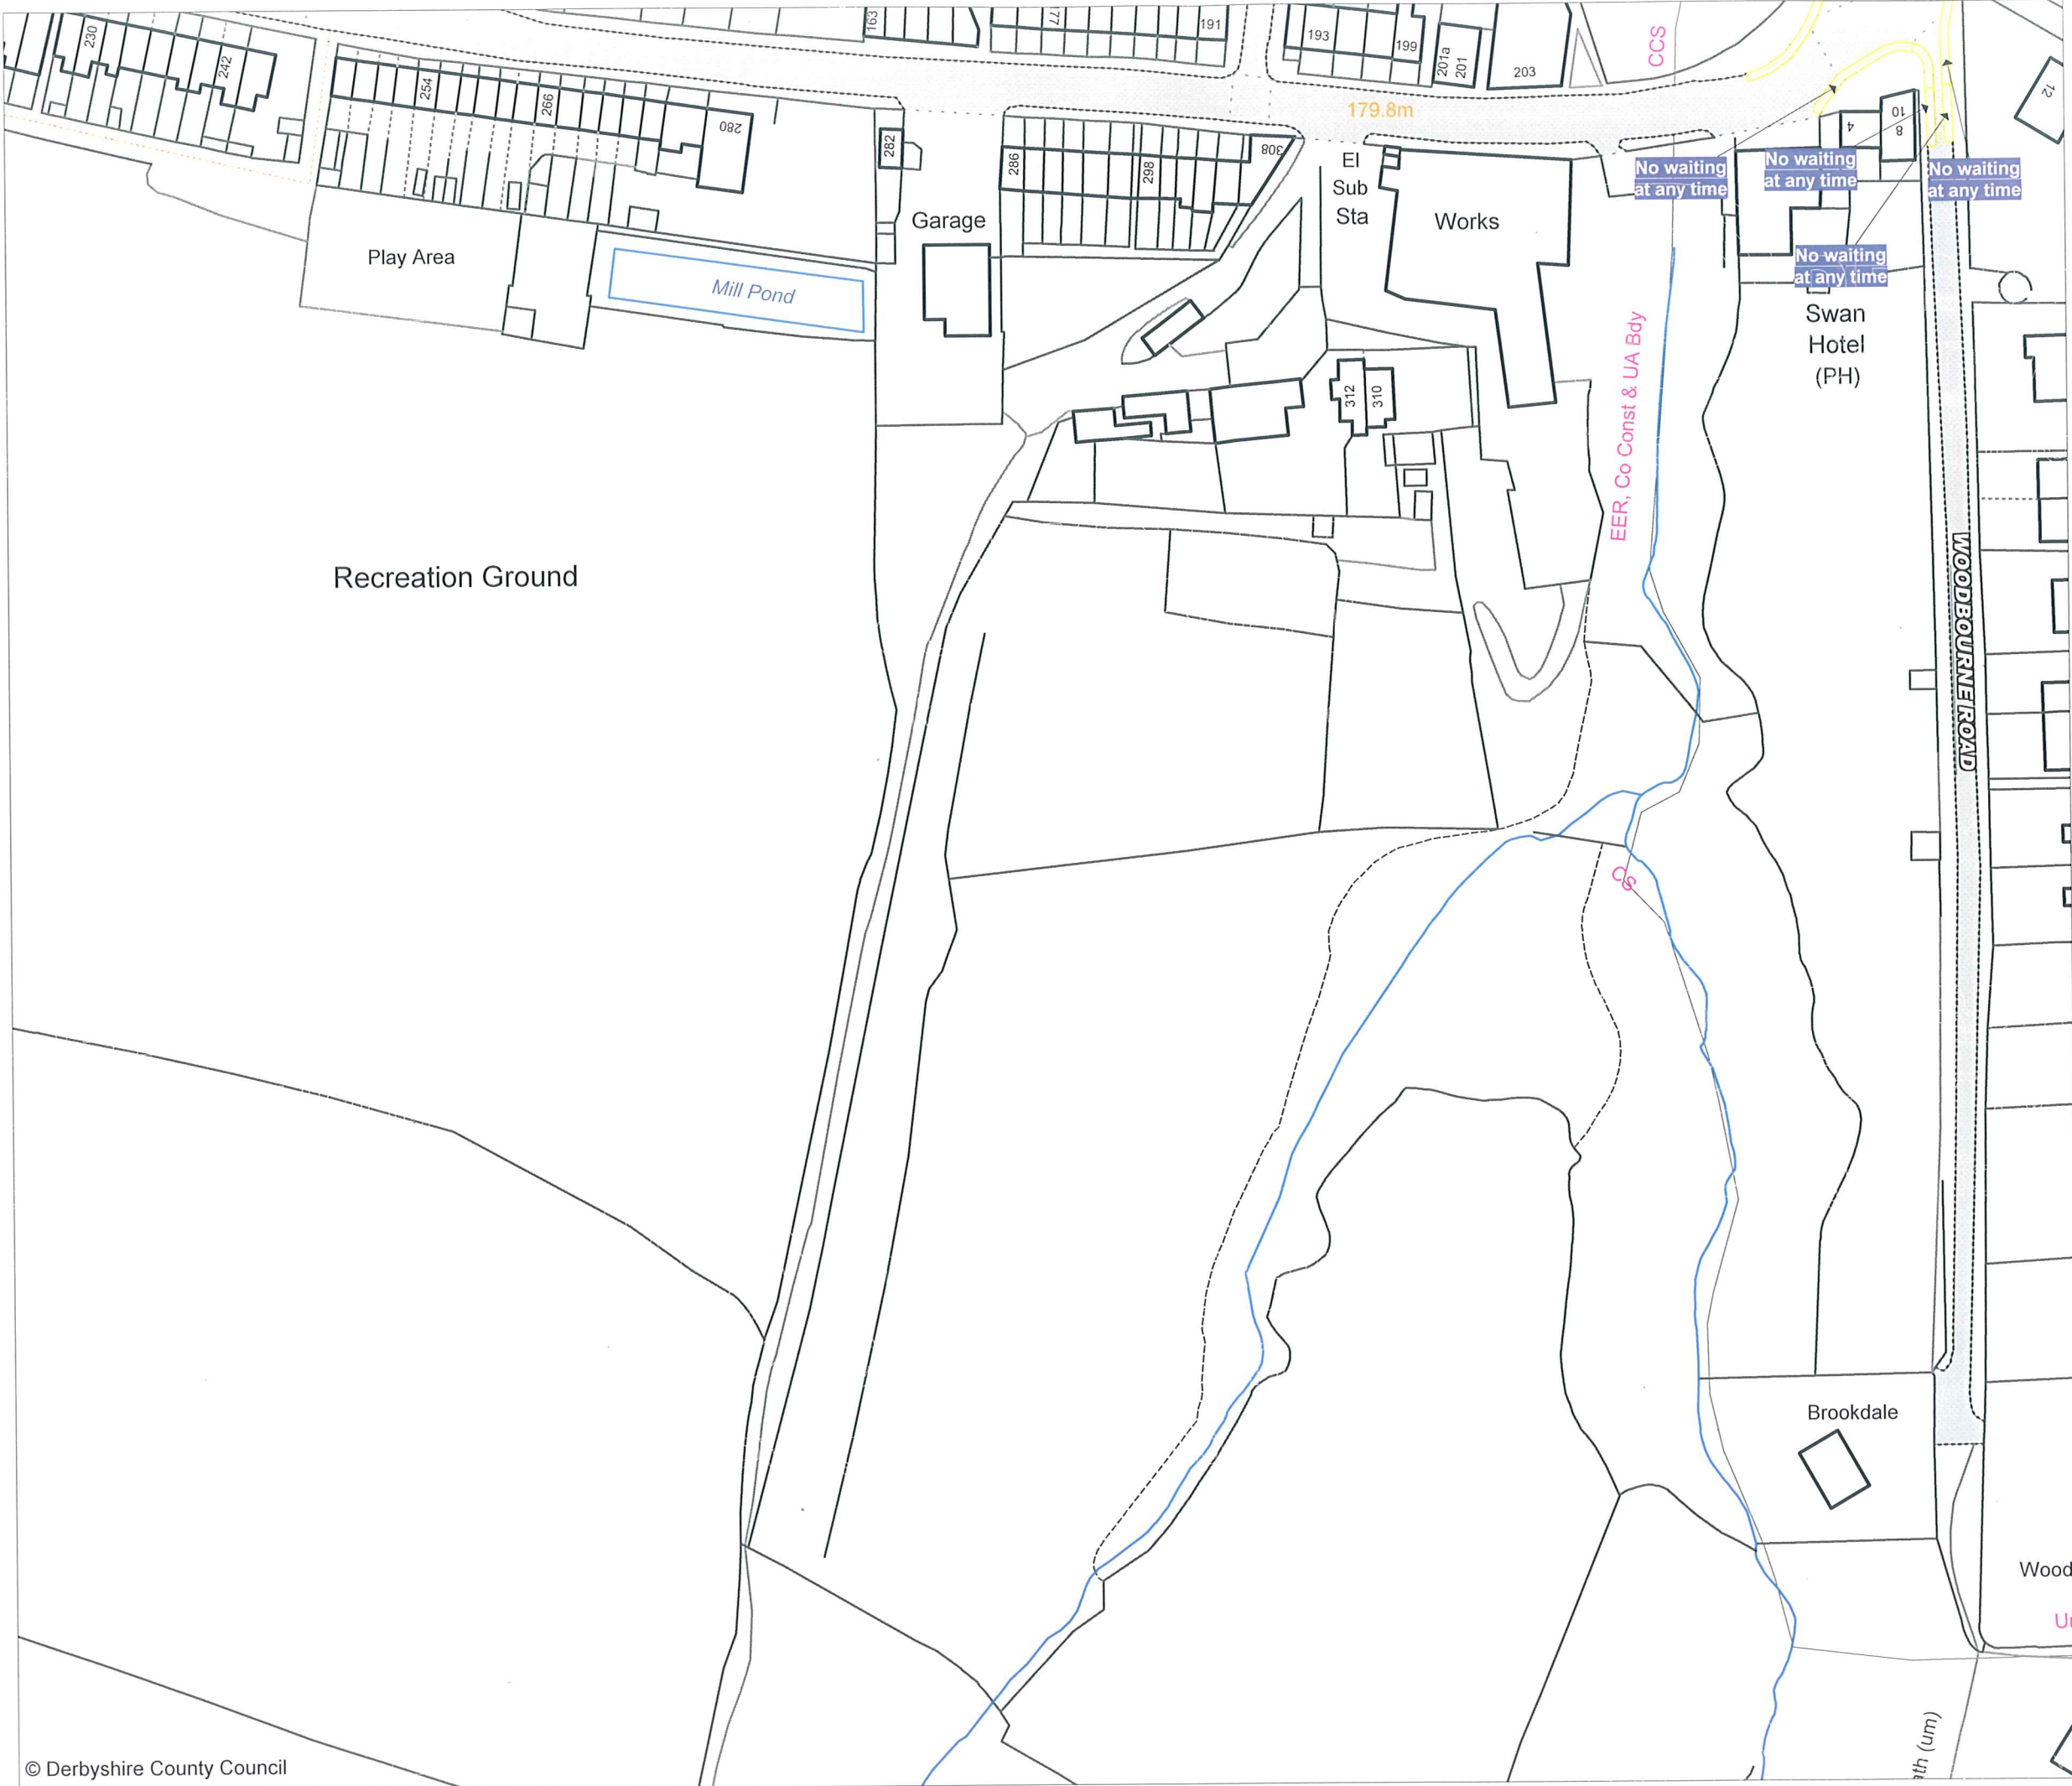 230
242
254
266
280
282
163
177
191
193
199
201a
201
203
CCS
179.8m
12
4
10
8
No waiting
at any time
No waiting
at any time
No waiting
at any time
No waiting
at any time
286
298
308
El
Sub
Sta
Works
Garage
Play Area
Mill Pond
Swan
Hotel
(PH)
312
310
EER, Co Const & UA Bdy
Recreation Ground
WOODBOURNE ROAD
CS
Brookdale
Wood
U
ath (um)
© Derbyshire County Council